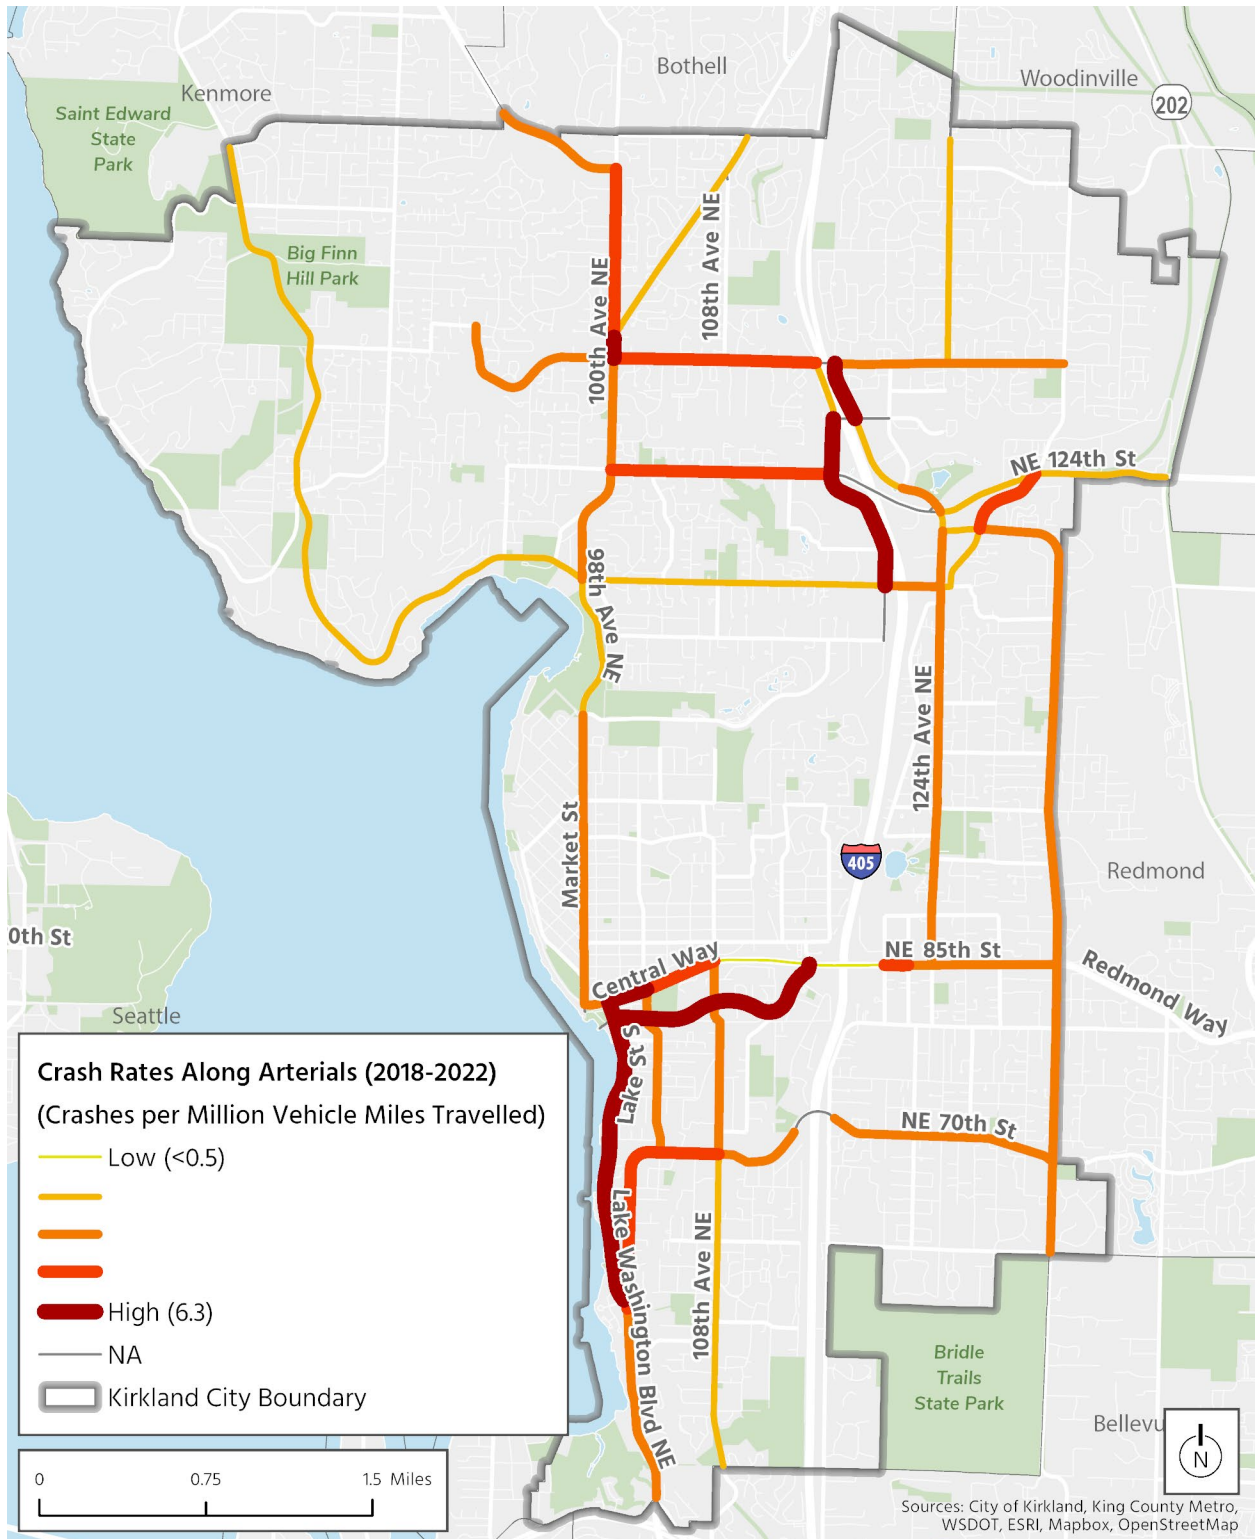 Bothell
Woodinville
Kenmore
202
Saint Edward
State
Park
Big Finn
Hill Park
108th Ave NE
100th Ave NE
NE 124th St
98th Ave NE
124th Ave NE
Market St
405
Redmond
0th St
NE 85th St
Central Way
Redmond Way
Seattle
Lake St S
NE 70th St
Lake Washington Blvd NE
108th Ave NE
Bridle
Trails
State Park
Bellevu
Crash Rates Along Arterials (2018-2022)
(Crashes per Million Vehicle Miles Travelled)
Low (<0.5)
High (6.3)
NA
Kirkland City Boundary
0 0.75 1.5 Miles
N
Sources: City of Kirkland, King County Metro,
WSDOT, ESRI, Mapbox, OpenStreetMap